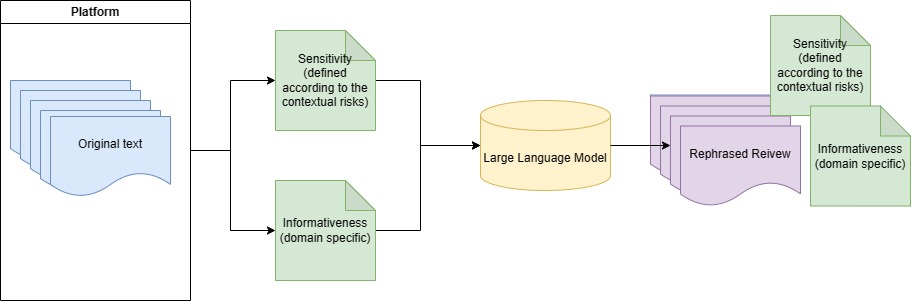 Platform
Original text
Sensitivity
(defined
according to the
contextual risks)
Informativeness
(domain specific)
Large Language Model
Rephrased Reivew
Sensitivity
(defined
according to the
contextual risks)
Informativeness
(domain specific)